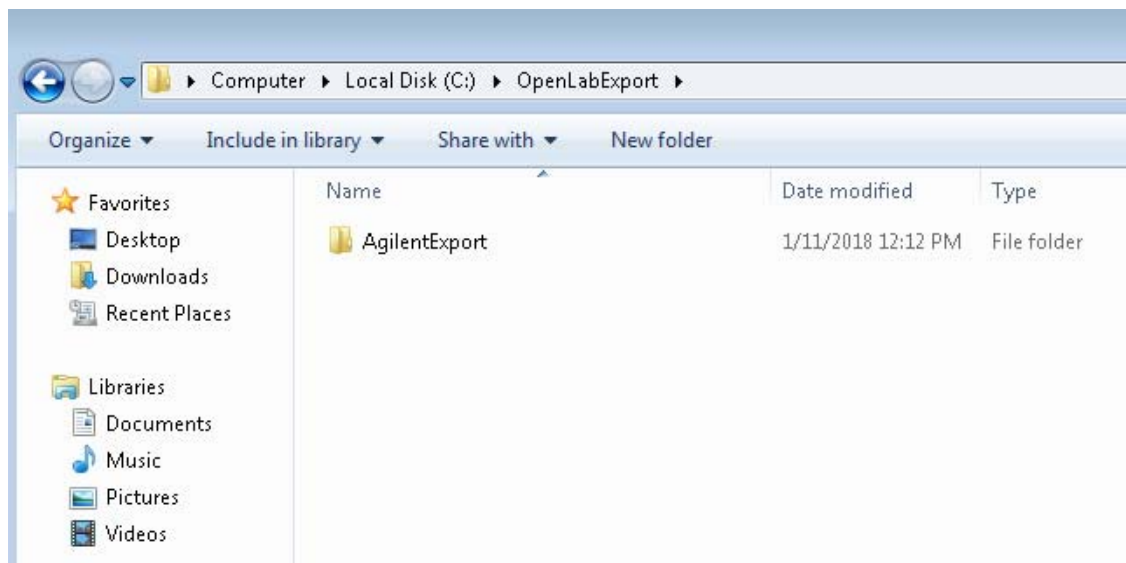 Computer Local Disk (C:) OpenLabExport
Organize Include in library Share with New folder
Favorites
Desktop
Downloads
Recent Places
Libraries
Documents
Music
Pictures
Videos
Name Date modified Type
AgilentExport 1/11/2018 12:12 PM File folder